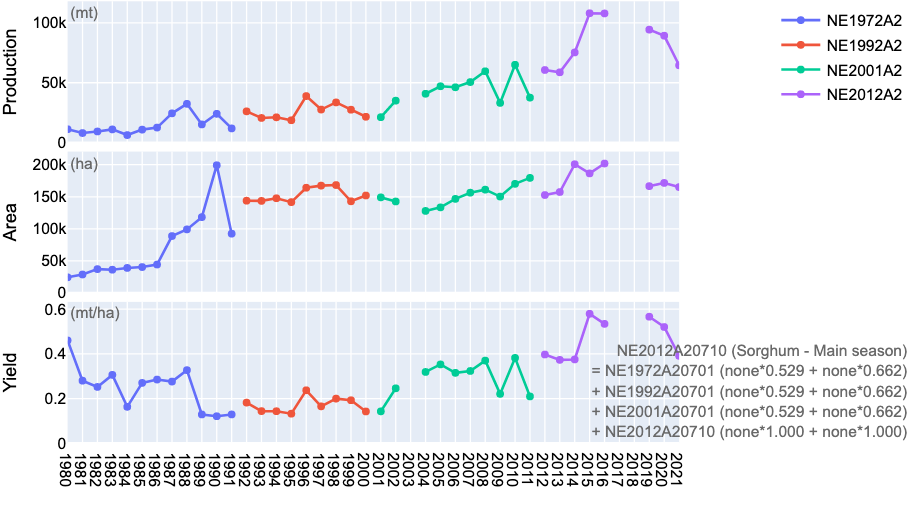 (mt)
100k
50k
0
Production
NE1972A2
NE1992A2
NE2001A2
NE2012A2
(ha)
200k
150k
100k
50k
0
Area
(mt/ha)
0.6
0.4
0.2
0
Yield
NE2012A20710 (Sorghum - Main season)
= NE1972A20701 (none*0.529 + none*0.662)
+ NE1992A20701 (none*0.529 + none*0.662)
+ NE2001A20701 (none*0.529 + none*0.662)
+ NE2012A20710 (none*1.000 + none*1.000)
1980
1981
1982
1983
1984
1985
1986
1987
1988
1989
1990
1991
1992
1993
1994
1995
1996
1997
1998
1999
2000
2001
2002
2003
2004
2005
2006
2007
2008
2009
2010
2011
2012
2013
2014
2015
2016
2017
2018
2019
2020
2021